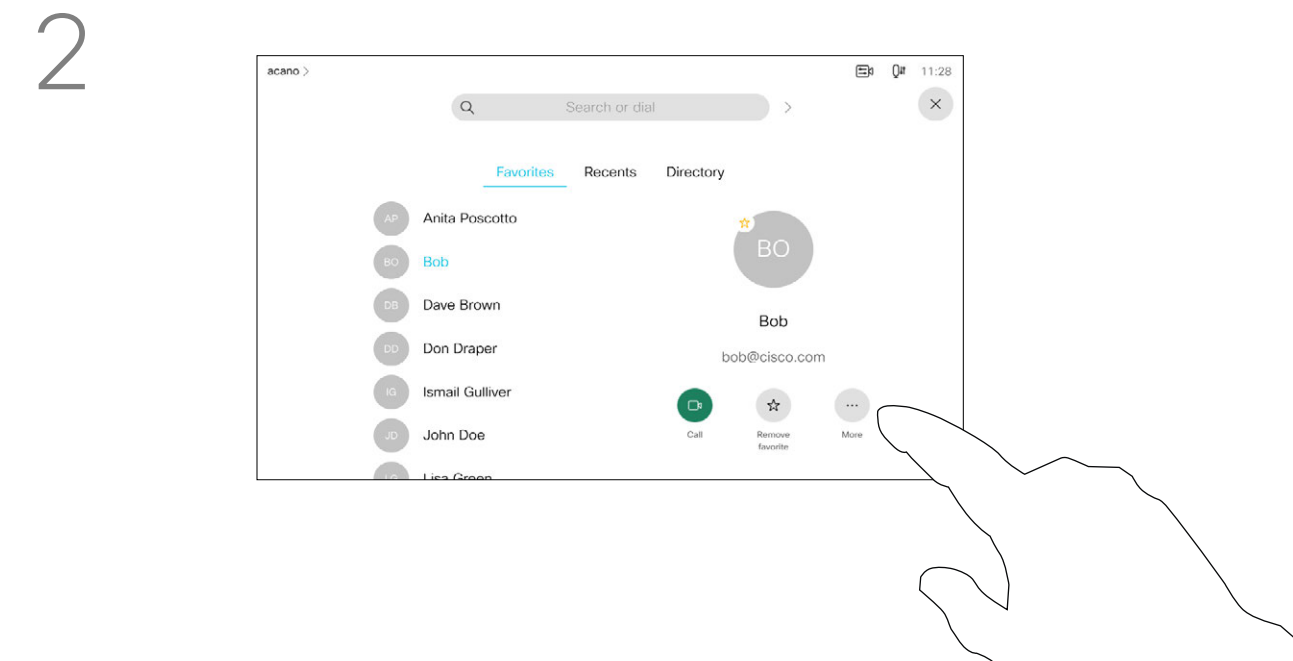 2
acano >
11:28
Search or dial
Favorites Recents Directory
AP Anita Poscotto
BO Bob
DB Dave Brown
DD Don Draper
IG Ismail Gulliver
JD John Doe
LG Lisa Green
BO
Bob
bob@cisco.com
Call
Remove
favorite
More